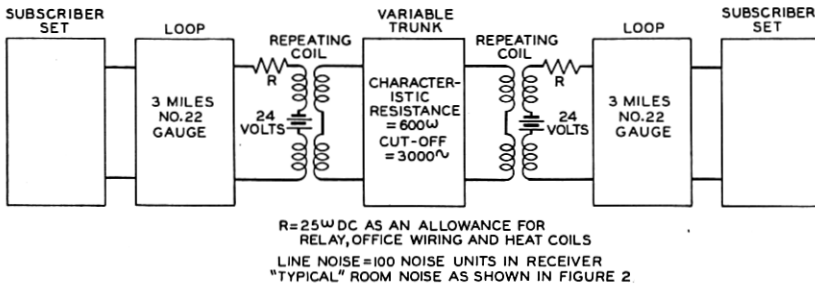 SUBSCRIBER
SET
LOOP
REPEATING
COIL
VARIABLE
TRUNK
REPEATING
COIL
LOOP
SUBSCRIBER
SET
3 MILES
NO.22
GAUGE
R
24
VOLTS
CHARACTER-
ISTIC
RESISTANCE
=600ω
CUT-OFF
=3000~
R
24
VOLTS
3 MILES
NO.22
GAUGE
R=25ω DC AS AN ALLOWANCE FOR
RELAY, OFFICE WIRING AND HEAT COILS
LINE NOISE=100 NOISE UNITS IN RECEIVER
"TYPICAL" ROOM NOISE AS SHOWN IN FIGURE 2